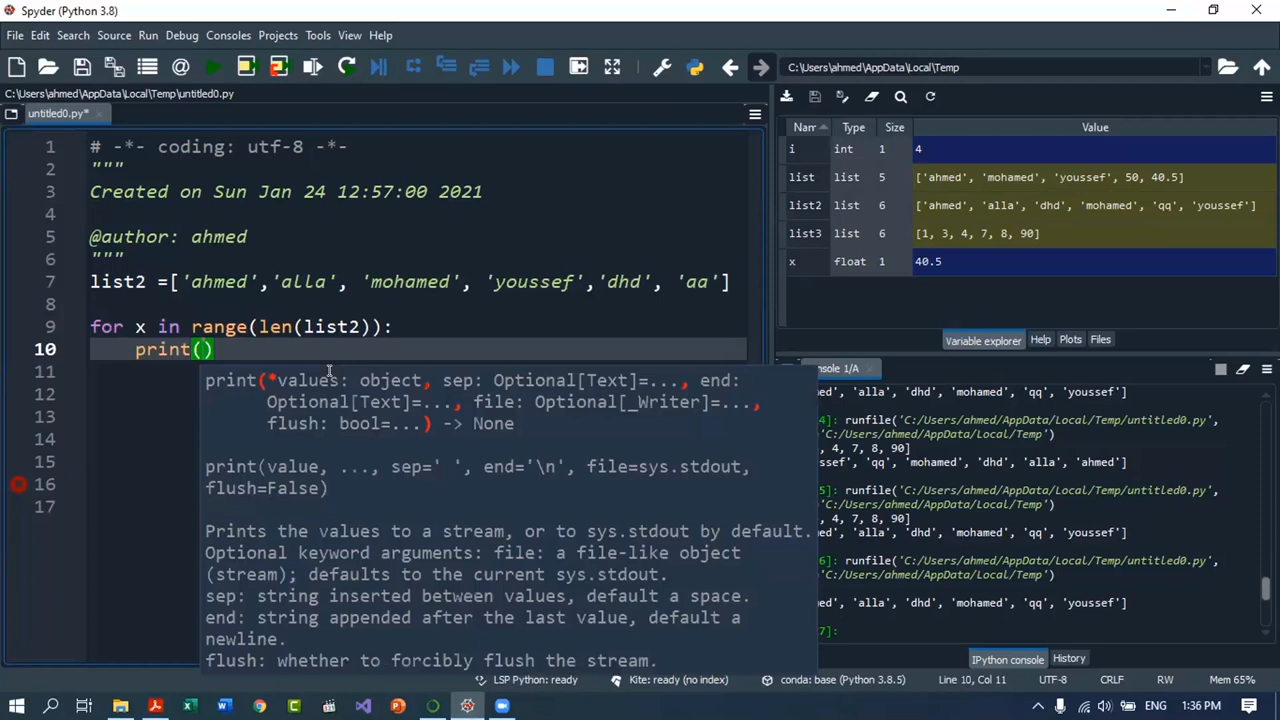 Spyder (Python 3.8)
File Edit Search Source Run Debug Consoles Projects Tools View Help
C:\Users\ahmed\AppData\Local\Temp
C:\Users\ahmed\AppData\Local\Temp\untitled0.py
untitled0.py*
1 # -*- coding: utf-8 -*-
2 """
3 Created on Sun Jan 24 12:57:00 2021
4
5 @author: ahmed
6 """
7 list2 =['ahmed','alla', 'mohamed', 'youssef','dhd', 'aa']
8
9 for x in range(len(list2)):
10 print()
11
12
13
14
15
16
17
print(*values: object, sep: Optional[Text]=..., end:
Optional[Text]=..., file: Optional[_Writer]=...,
flush: bool=...) -> None
print(value, ..., sep=' ', end='\n', file=sys.stdout,
flush=False)
Prints the values to a stream, or to sys.stdout by default.
Optional keyword arguments: file: a file-like object
(stream); defaults to the current sys.stdout.
sep: string inserted between values, default a space.
end: string appended after the last value, default a
newline.
flush: whether to forcibly flush the stream.
Nam Type Size Value
i int 1 4
list list 5 ['ahmed', 'mohamed', 'youssef', 50, 40.5]
list2 list 6 ['ahmed', 'alla', 'dhd', 'mohamed', 'qq', 'youssef']
list3 list 6 [1, 3, 4, 7, 8, 90]
x float 1 40.5
Variable explorer Help Plots Files
onsole 1/A
med', 'alla', 'dhd', 'mohamed', 'qq', 'youssef']
4]: runfile('C:/Users/ahmed/AppData/Local/Temp/untitled0.py',
'C:/Users/ahmed/AppData/Local/Temp')
4, 7, 8, 90]
ssef', 'qq', 'mohamed', 'dhd', 'alla', 'ahmed']
5]: runfile('C:/Users/ahmed/AppData/Local/Temp/untitled0.py',
'C:/Users/ahmed/AppData/Local/Temp')
4, 7, 8, 90]
med', 'alla', 'dhd', 'mohamed', 'qq', 'youssef']
6]: runfile('C:/Users/ahmed/AppData/Local/Temp/untitled0.py',
'C:/Users/ahmed/AppData/Local/Temp')
med', 'alla', 'dhd', 'mohamed', 'qq', 'youssef']
7]:
IPython console History
LSP Python: ready Kite: ready (no index) conda: base (Python 3.8.5) Line 10, Col 11 UTF-8 CRLF RW Mem 65%
ENG 1:36 PM